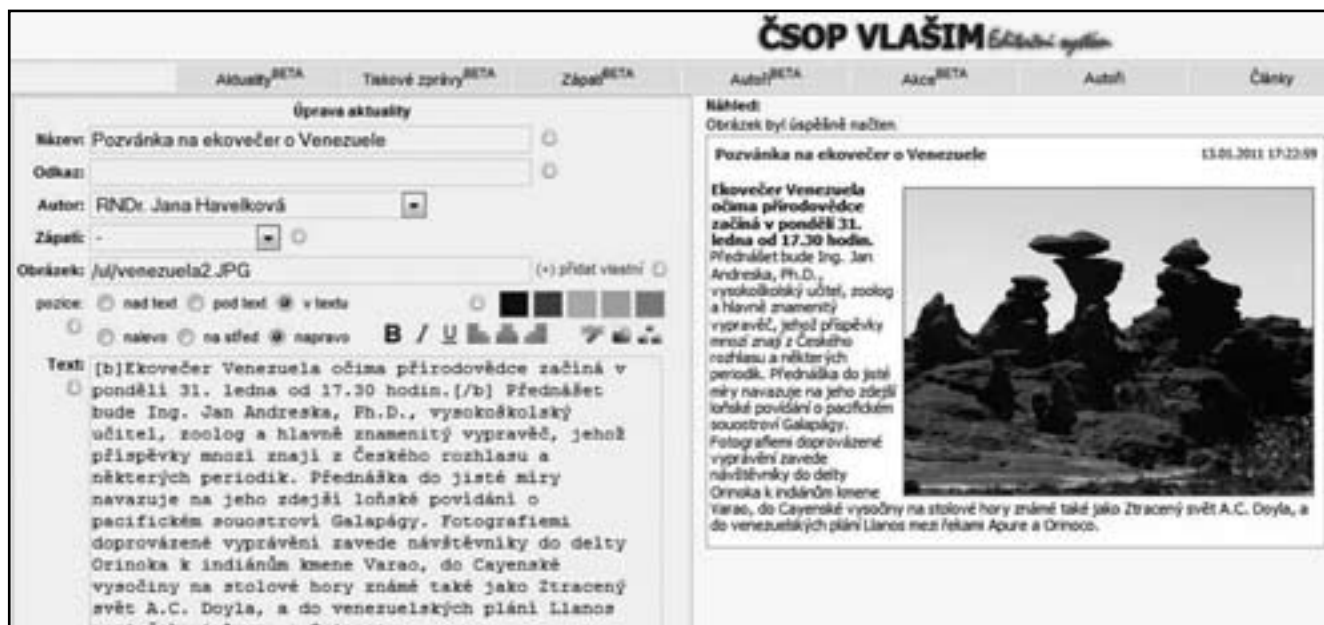 ČSOP VLAŠIM Editační systém
Aktuality BETA Tiskové zprávy BETA Zápatí BETA Autoři BETA Akce BETA Autoři Články
Úprava aktuality
Název: Pozvánka na ekovečer o Venezuele
Odkaz:
Autor: RNDr. Jana Havelková
Zápatí: -
Obrázek: /ul/venezuela2.JPG (+) přidat vlastní
pozice: nad text pod text v textu
nalevo na střed napravo B I U
Text: [b]Ekovečer Venezuela očima přírodovědce začíná v
pondělí 31. ledna od 17.30 hodin.[/b] Přednášet
bude Ing. Jan Andreska, Ph.D., vysokoškolský
učitel, zoolog a hlavně znamenitý vypravěč, jehož
příspěvky mnozí znají z Českého rozhlasu a
některých periodik. Přednáška do jisté míry
navazuje na jeho zdejší loňské povídání o
pacifickém souostroví Galapágy. Fotografiemi
doprovázené vyprávění zavede návštěvníky do delty
Orinoka k indiánům kmene Varao, do Cayenské
vysočiny na stolové hory známé také jako Ztracený
svět A.C. Doyla, a do venezuelských plání Llanos
Náhled:
Obrázek byl úspěšně načten
Pozvánka na ekovečer o Venezuele 13.01.2011 17:23:59
Ekovečer Venezuela
očima přírodovědce
začíná v pondělí 31.
ledna od 17.30 hodin.
Přednášet bude Ing. Jan
Andreska, Ph.D.,
vysokoškolský učitel, zoolog
a hlavně znamenitý
vypravěč, jehož příspěvky
mnozí znají z Českého
rozhlasu a některých
periodik. Přednáška do jisté
míry navazuje na jeho zdejší
loňské povídání o pacifickém
souostroví Galapágy.
Fotografiemi doprovázené
vyprávění zavede
návštěvníky do delty
Orinoka k indiánům kmene
Varao, do Cayenské vysočiny na stolové hory známé také jako Ztracený svět A.C. Doyla, a
do venezuelských plání Llanos mezi řekami Apure a Orinoco.